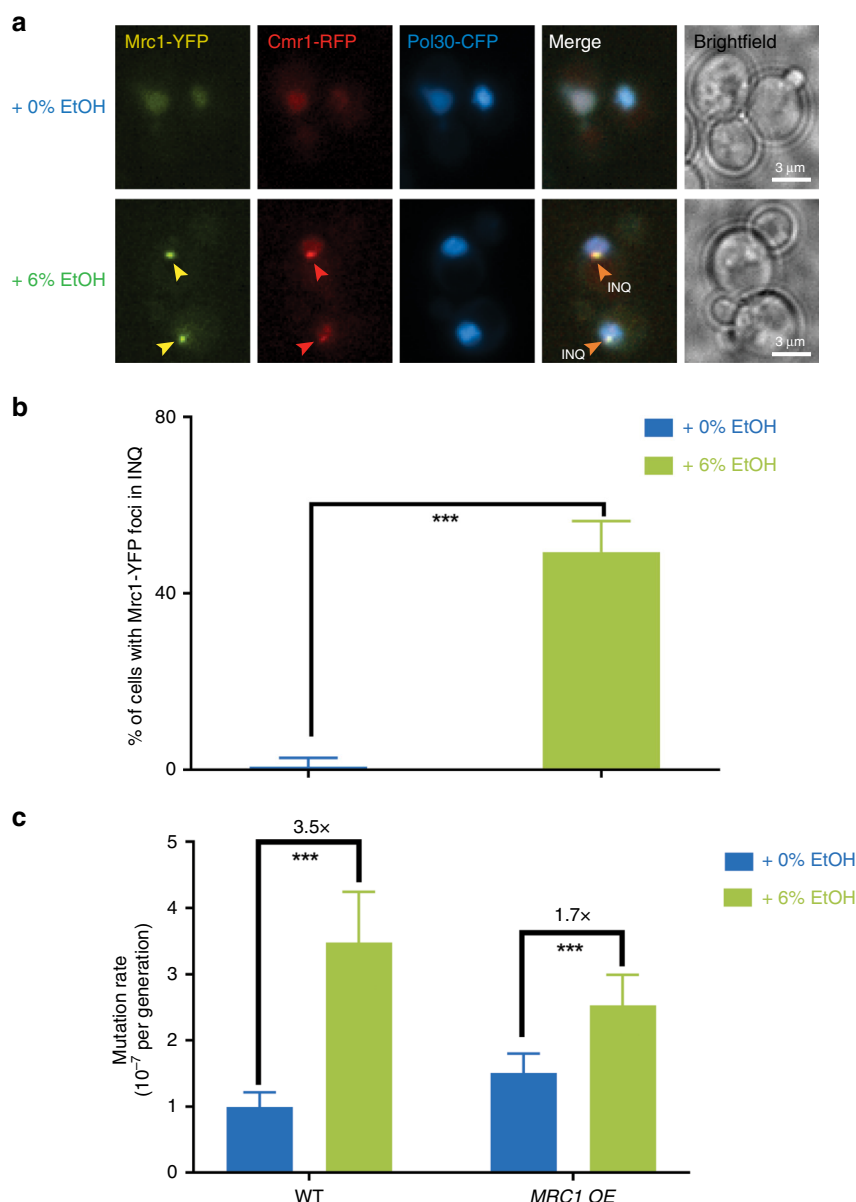 a
Mrc1-YFP
Cmr1-RFP
Pol30-CFP
Merge
Brightfield
+ 0% EtOH
3 μm
+ 6% EtOH
INQ
INQ
3 μm
b
% of cells with Mrc1-YFP foci in INQ
80
40
0
***
+ 0% EtOH
+ 6% EtOH
c
Mutation rate
(10⁻⁷ per generation)
5
4
3
2
1
0
3.5×
***
1.7×
***
+ 0% EtOH
+ 6% EtOH
WT
MRC1 OE